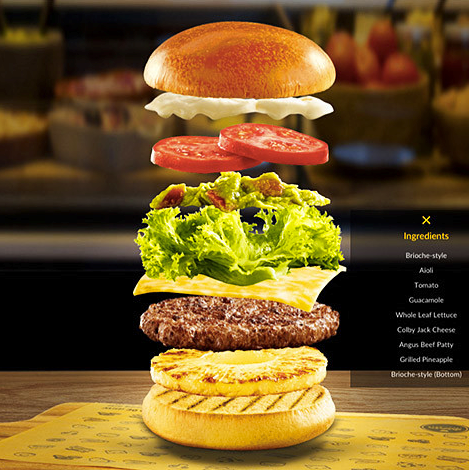 Ingredients
Brioche-style
Aioli
Tomato
Guacamole
Whole Leaf Lettuce
Colby Jack Cheese
Angus Beef Patty
Grilled Pineapple
Brioche-style (Bottom)